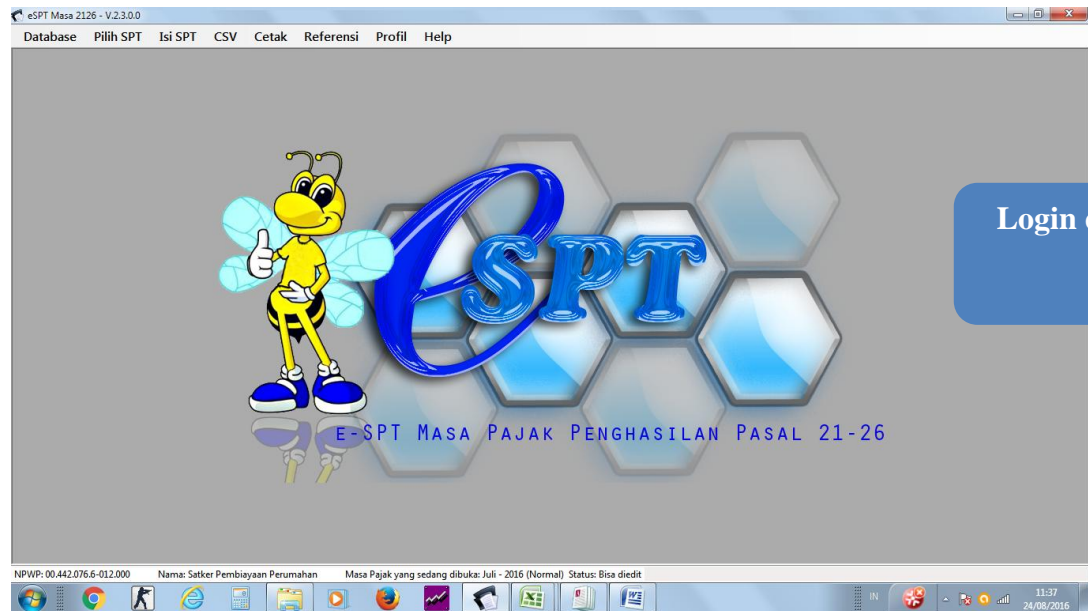 eSPT Masa 2126 - V.2.3.0.0
Database Pilih SPT Isi SPT CSV Cetak Referensi Profil Help
Login
eSPT
E-SPT MASA PAJAK PENGHASILAN PASAL 21-26
NPWP: 00.442.076.6-012.000 Nama: Satker Pembiayaan Perumahan Masa Pajak yang sedang dibuka: Juli - 2016 (Normal) Status: Bisa diedit
IN
11:37
24/08/2016